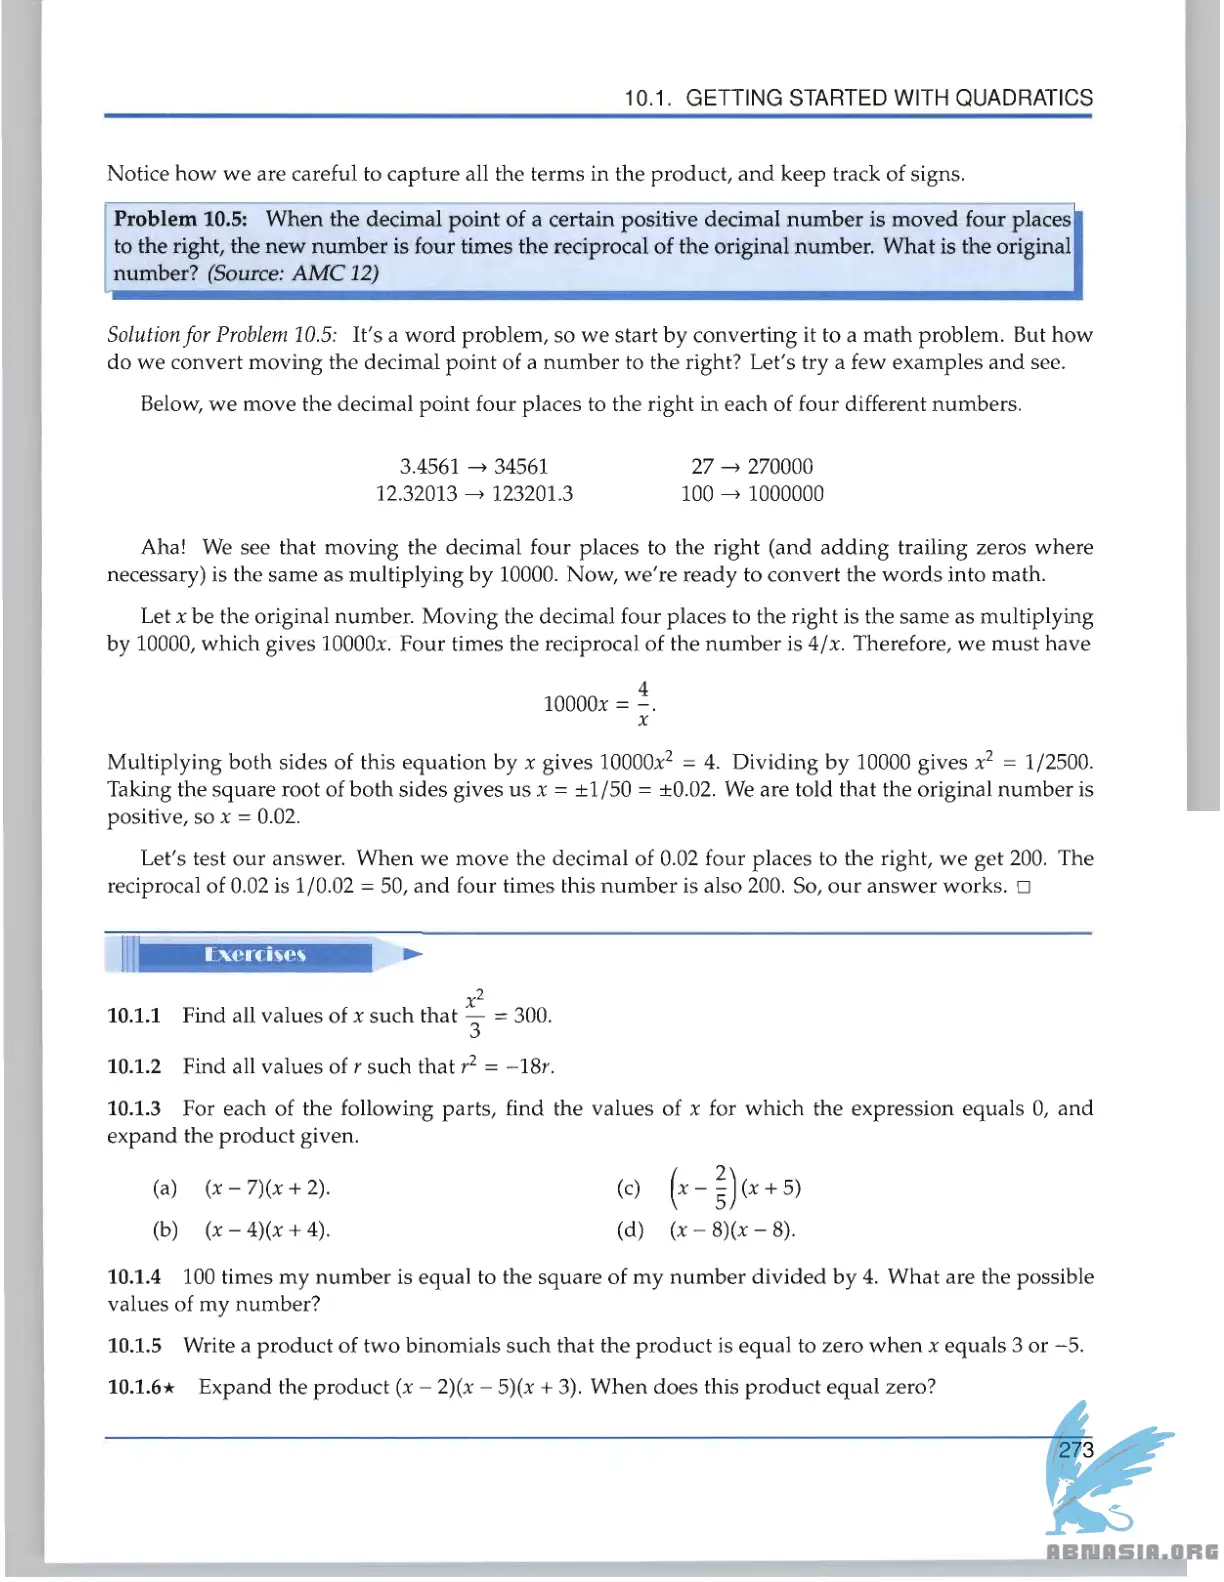 10.1. GETTING STARTED WITH QUADRATICS
Notice how we are careful to capture all the terms in the product, and keep track of signs.
Problem 10.5: When the decimal point of a certain positive decimal number is moved four places
to the right, the new number is four times the reciprocal of the original number. What is the original
number? (Source: AMC 12)
Solution for Problem 10.5: It's a word problem, so we start by converting it to a math problem. But how
do we convert moving the decimal point of a number to the right? Let's try a few examples and see.
Below, we move the decimal point four places to the right in each of four different numbers.
3.4561 → 34561 27 → 270000
12.32013 → 123201.3 100 → 1000000
Aha! We see that moving the decimal four places to the right (and adding trailing zeros where
necessary) is the same as multiplying by 10000. Now, we're ready to convert the words into math.
Let x be the original number. Moving the decimal four places to the right is the same as multiplying
by 10000, which gives 10000x. Four times the reciprocal of the number is 4/x. Therefore, we must have
10000x = 4/x.
Multiplying both sides of this equation by x gives 10000x² = 4. Dividing by 10000 gives x² = 1/2500.
Taking the square root of both sides gives us x = ±1/50 = ±0.02. We are told that the original number is
positive, so x = 0.02.
Let's test our answer. When we move the decimal of 0.02 four places to the right, we get 200. The
reciprocal of 0.02 is 1/0.02 = 50, and four times this number is also 200. So, our answer works. □
Exercises
10.1.1 Find all values of x such that x²/3 = 300.
10.1.2 Find all values of r such that r² = −18r.
10.1.3 For each of the following parts, find the values of x for which the expression equals 0, and
expand the product given.
(a) (x − 7)(x + 2). (c) (x − 2/5)(x + 5)
(b) (x − 4)(x + 4). (d) (x − 8)(x − 8).
10.1.4 100 times my number is equal to the square of my number divided by 4. What are the possible
values of my number?
10.1.5 Write a product of two binomials such that the product is equal to zero when x equals 3 or −5.
10.1.6★ Expand the product (x − 2)(x − 5)(x + 3). When does this product equal zero?
273
ABNASIA.ORG